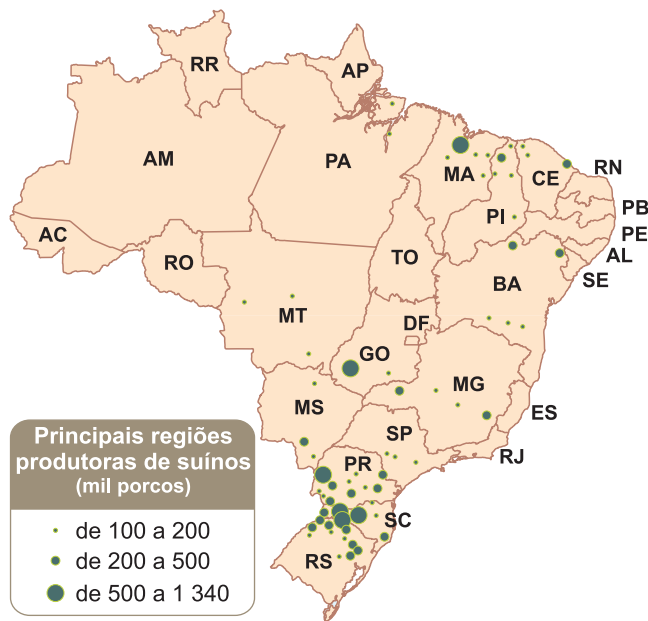 RR
AP
AM
PA
MA
CE
RN
PB
PE
AL
SE
PI
AC
RO
TO
BA
MT
DF
GO
MG
ES
MS
SP
RJ
PR
SC
RS
Principais regiões
produtoras de suínos
(mil porcos)
de 100 a 200
de 200 a 500
de 500 a 1 340